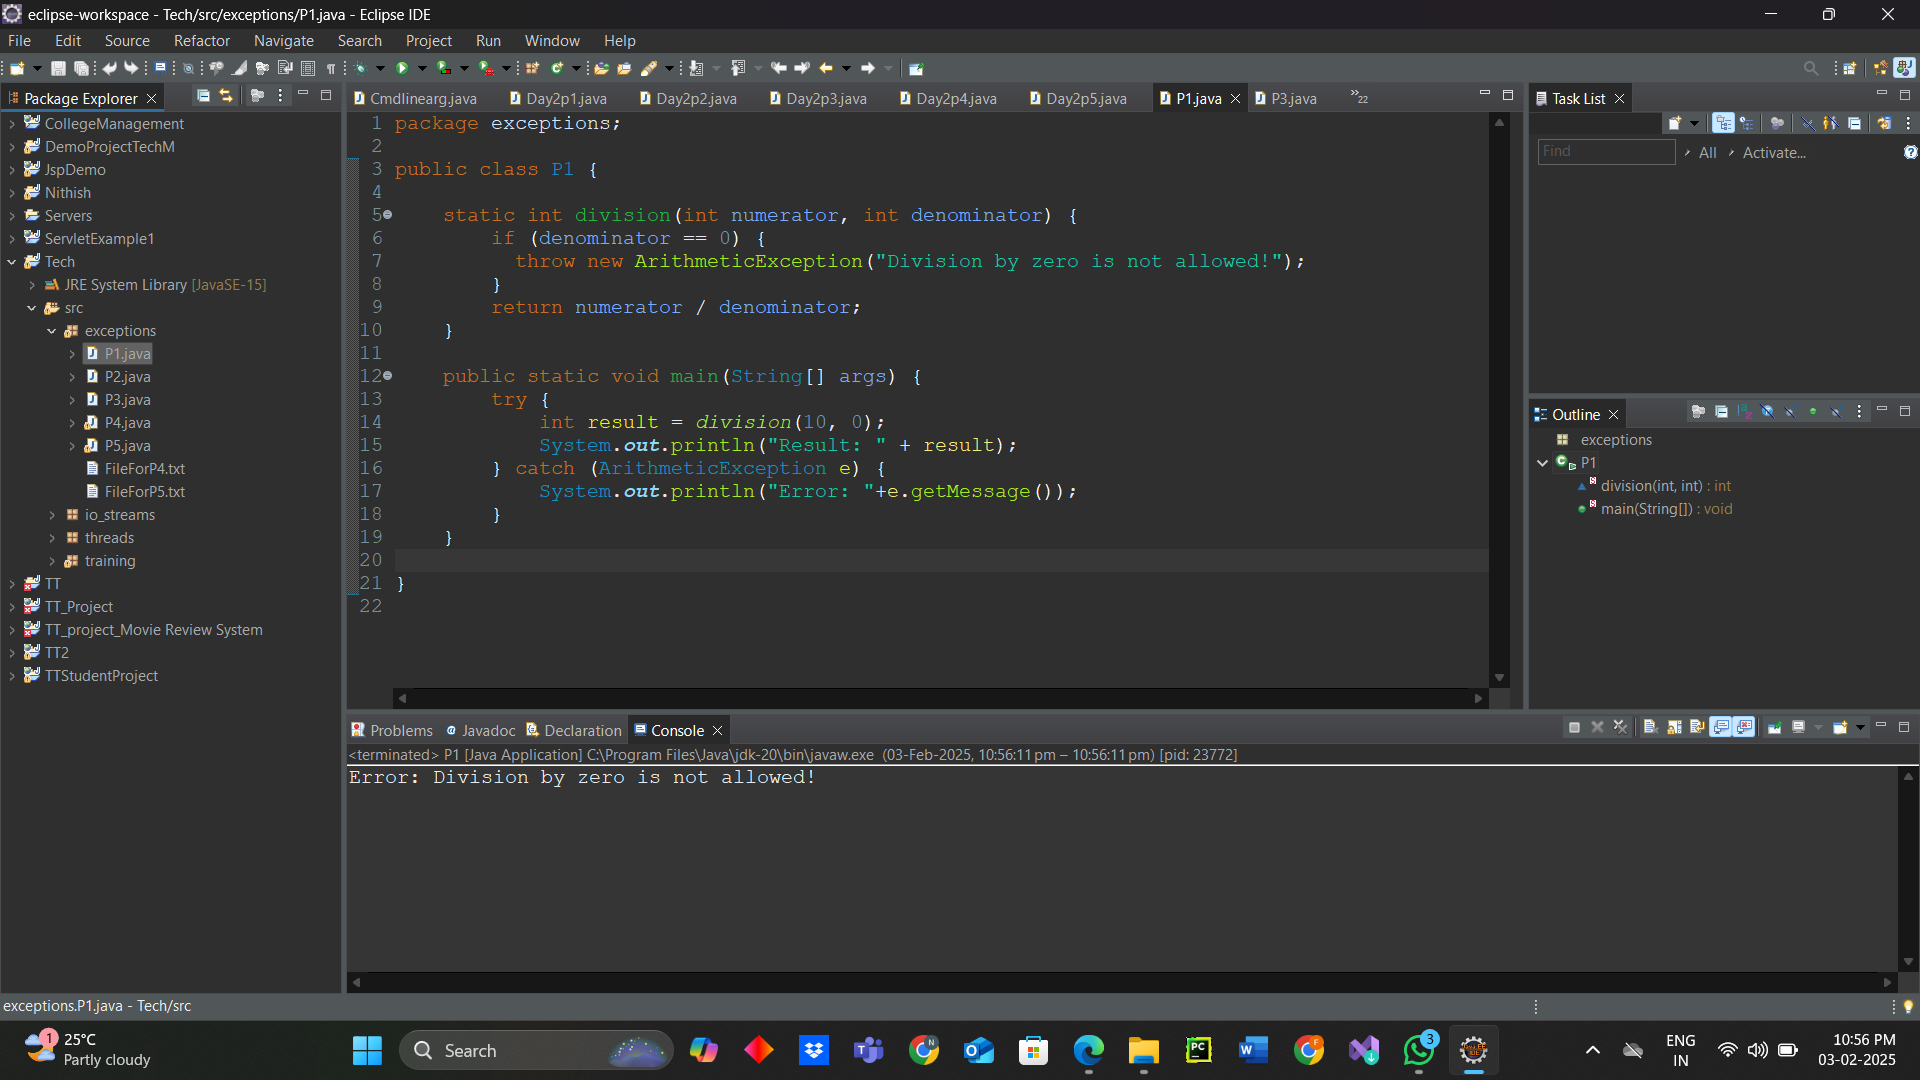 eclipse-workspace - Tech/src/exceptions/P1.java - Eclipse IDE
File Edit Source Refactor Navigate Search Project Run Window Help
Package Explorer
CollegeManagement
DemoProjectTechM
JspDemo
Nithish
Servers
ServletExample1
Tech
JRE System Library [JavaSE-15]
src
exceptions
P1.java
P2.java
P3.java
P4.java
P5.java
FileForP4.txt
FileForP5.txt
io_streams
threads
training
TT
TT_Project
TT_project_Movie Review System
TT2
TTStudentProject
Cmdlinearg.java Day2p1.java Day2p2.java Day2p3.java Day2p4.java Day2p5.java P1.java P3.java »22
1 package exceptions;
2
3 public class P1 {
4
5 static int division(int numerator, int denominator) {
6 if (denominator == 0) {
7 throw new ArithmeticException("Division by zero is not allowed!");
8 }
9 return numerator / denominator;
10 }
11
12 public static void main(String[] args) {
13 try {
14 int result = division(10, 0);
15 System.out.println("Result: " + result);
16 } catch (ArithmeticException e) {
17 System.out.println("Error: "+e.getMessage());
18 }
19 }
20
21 }
22
Task List
Find All Activate...
Outline
exceptions
P1
division(int, int) : int
main(String[]) : void
Problems Javadoc Declaration Console
<terminated> P1 [Java Application] C:\Program Files\Java\jdk-20\bin\javaw.exe (03-Feb-2025, 10:56:11 pm – 10:56:11 pm) [pid: 23772]
Error: Division by zero is not allowed!
exceptions.P1.java - Tech/src
1
25°C
Partly cloudy
Search
3
ENG
IN
10:56 PM
03-02-2025